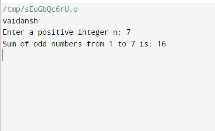 /tmp/sEuGbQc6rU.o
vaidansh
Enter a positive integer n: 7
Sum of odd numbers from 1 to 7 is: 16